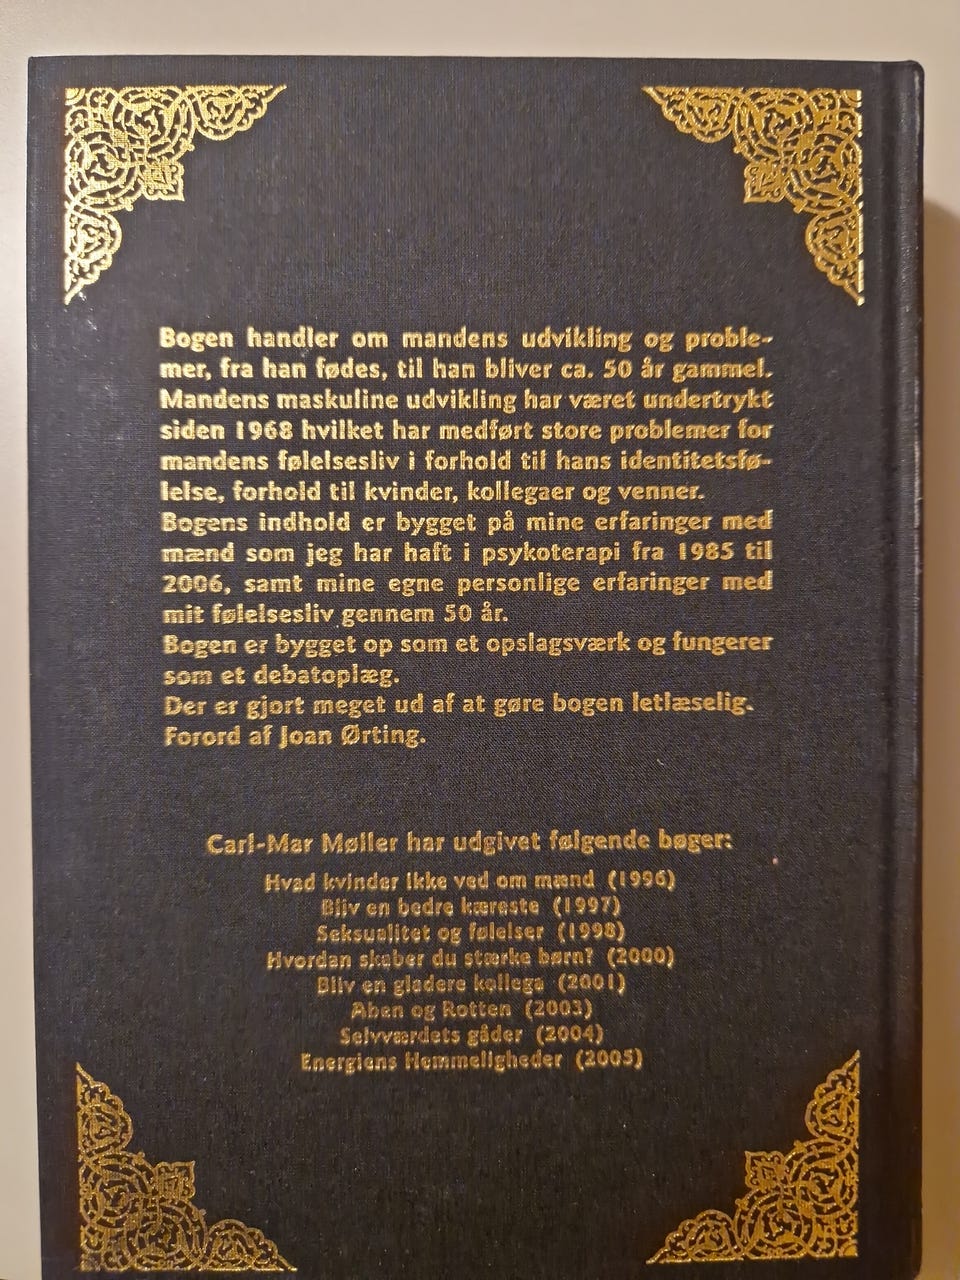 Bogen handler om mandens udvikling og proble-
mer, fra han fødes, til han bliver ca. 50 år gammel.
Mandens maskuline udvikling har været undertrykt
siden 1968 hvilket har medført store problemer for
mandens følelsesliv i forhold til hans identitetsfø-
lelse, forhold til kvinder, kollegaer og venner.
Bogens indhold er bygget på mine erfaringer med
mænd som jeg har haft i psykoterapi fra 1985 til
2006, samt mine egne personlige erfaringer med
mit følelsesliv gennem 50 år.
Bogen er bygget op som et opslagsværk og fungerer
som et debatoplæg.
Der er gjort meget ud af at gøre bogen letlæselig.
Forord af Joan Ørting.
Carl-Mar Møller har udgivet følgende bøger:
Hvad kvinder ikke ved om mænd (1996)
Bliv en bedre kæreste (1997)
Seksualitet og følelser (1998)
Hvordan skaber du stærke børn? (2000)
Bliv en gladere kollega (2001)
Aben og Rotten (2003)
Selvværdets gåder (2004)
Energiens Hemmeligheder (2005)